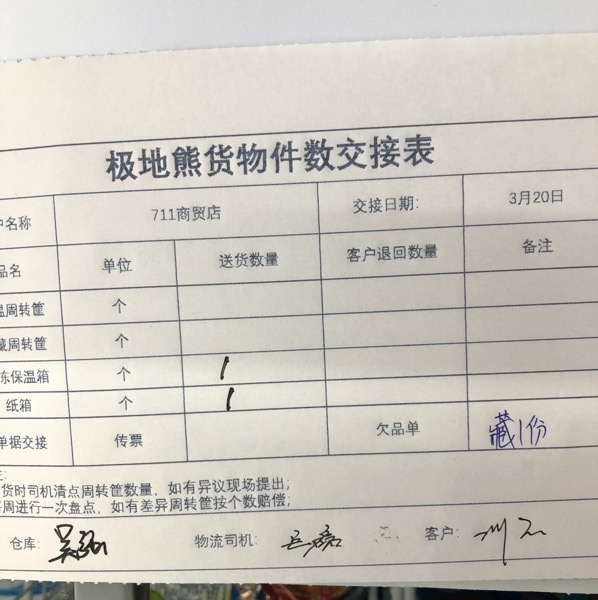 极地熊货物件数交接表
户名称 711商贸店 交接日期: 3月20日
品名 单位 送货数量 客户退回数量 备注
温周转筐 个
藏周转筐 个
冻保温箱 个 1
纸箱 个 1
单据交接 传票 欠品单 藏1份
货时司机清点周转筐数量，如有异议现场提出；
周进行一次盘点，如有差异周转筐按个数赔偿；
仓库: 物流司机: 客户: